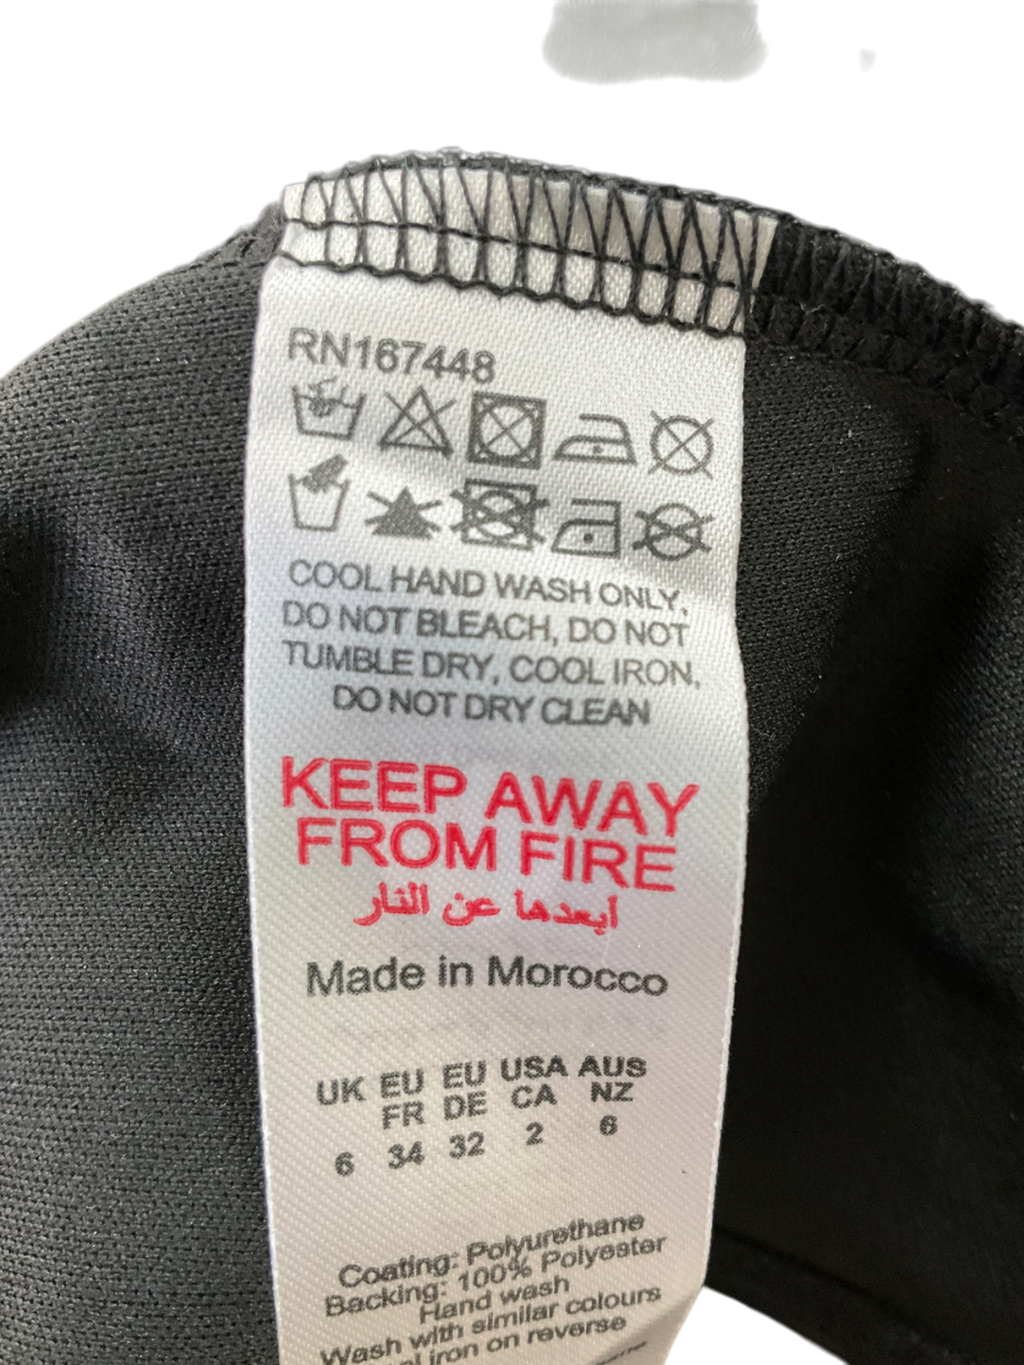 RN167448
COOL HAND WASH ONLY,
DO NOT BLEACH, DO NOT
TUMBLE DRY, COOL IRON,
DO NOT DRY CLEAN
KEEP AWAY
FROM FIRE
أبعدها عن النار
Made in Morocco
UK EU EU USA AUS
FR DE CA NZ
6 34 32 2 6
Coating: Polyurethane
Backing: 100% Polyester
Hand wash
Wash with similar colours
iron on reverse